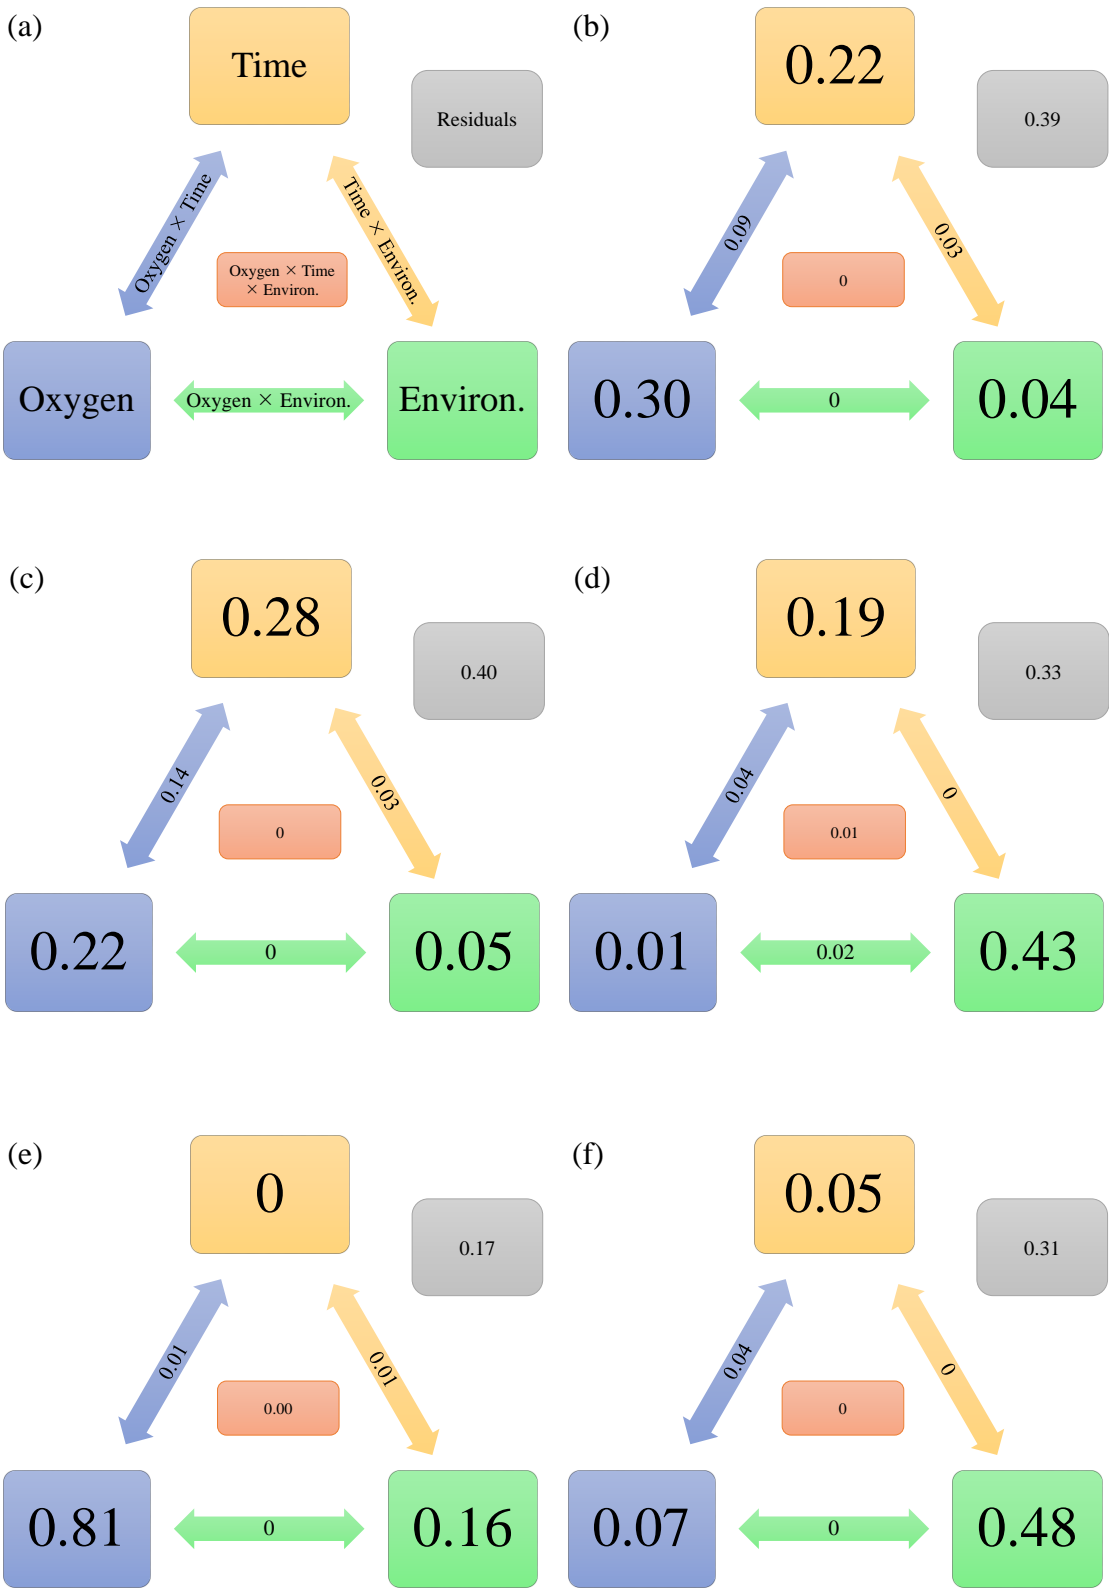 (a)
Time
Residuals
Oxygen × Time
Time × Environ.
Oxygen × Time
× Environ.
Oxygen
Oxygen × Environ.
Environ.
(b)
0.22
0.39
0.09
0.03
0
0.30
0
0.04
(c)
0.28
0.40
0.14
0.03
0
0.22
0
0.05
(d)
0.19
0.33
0.04
0
0.01
0.01
0.02
0.43
(e)
0
0.17
0.01
0.01
0.00
0.81
0
0.16
(f)
0.05
0.31
0.04
0
0
0.07
0
0.48